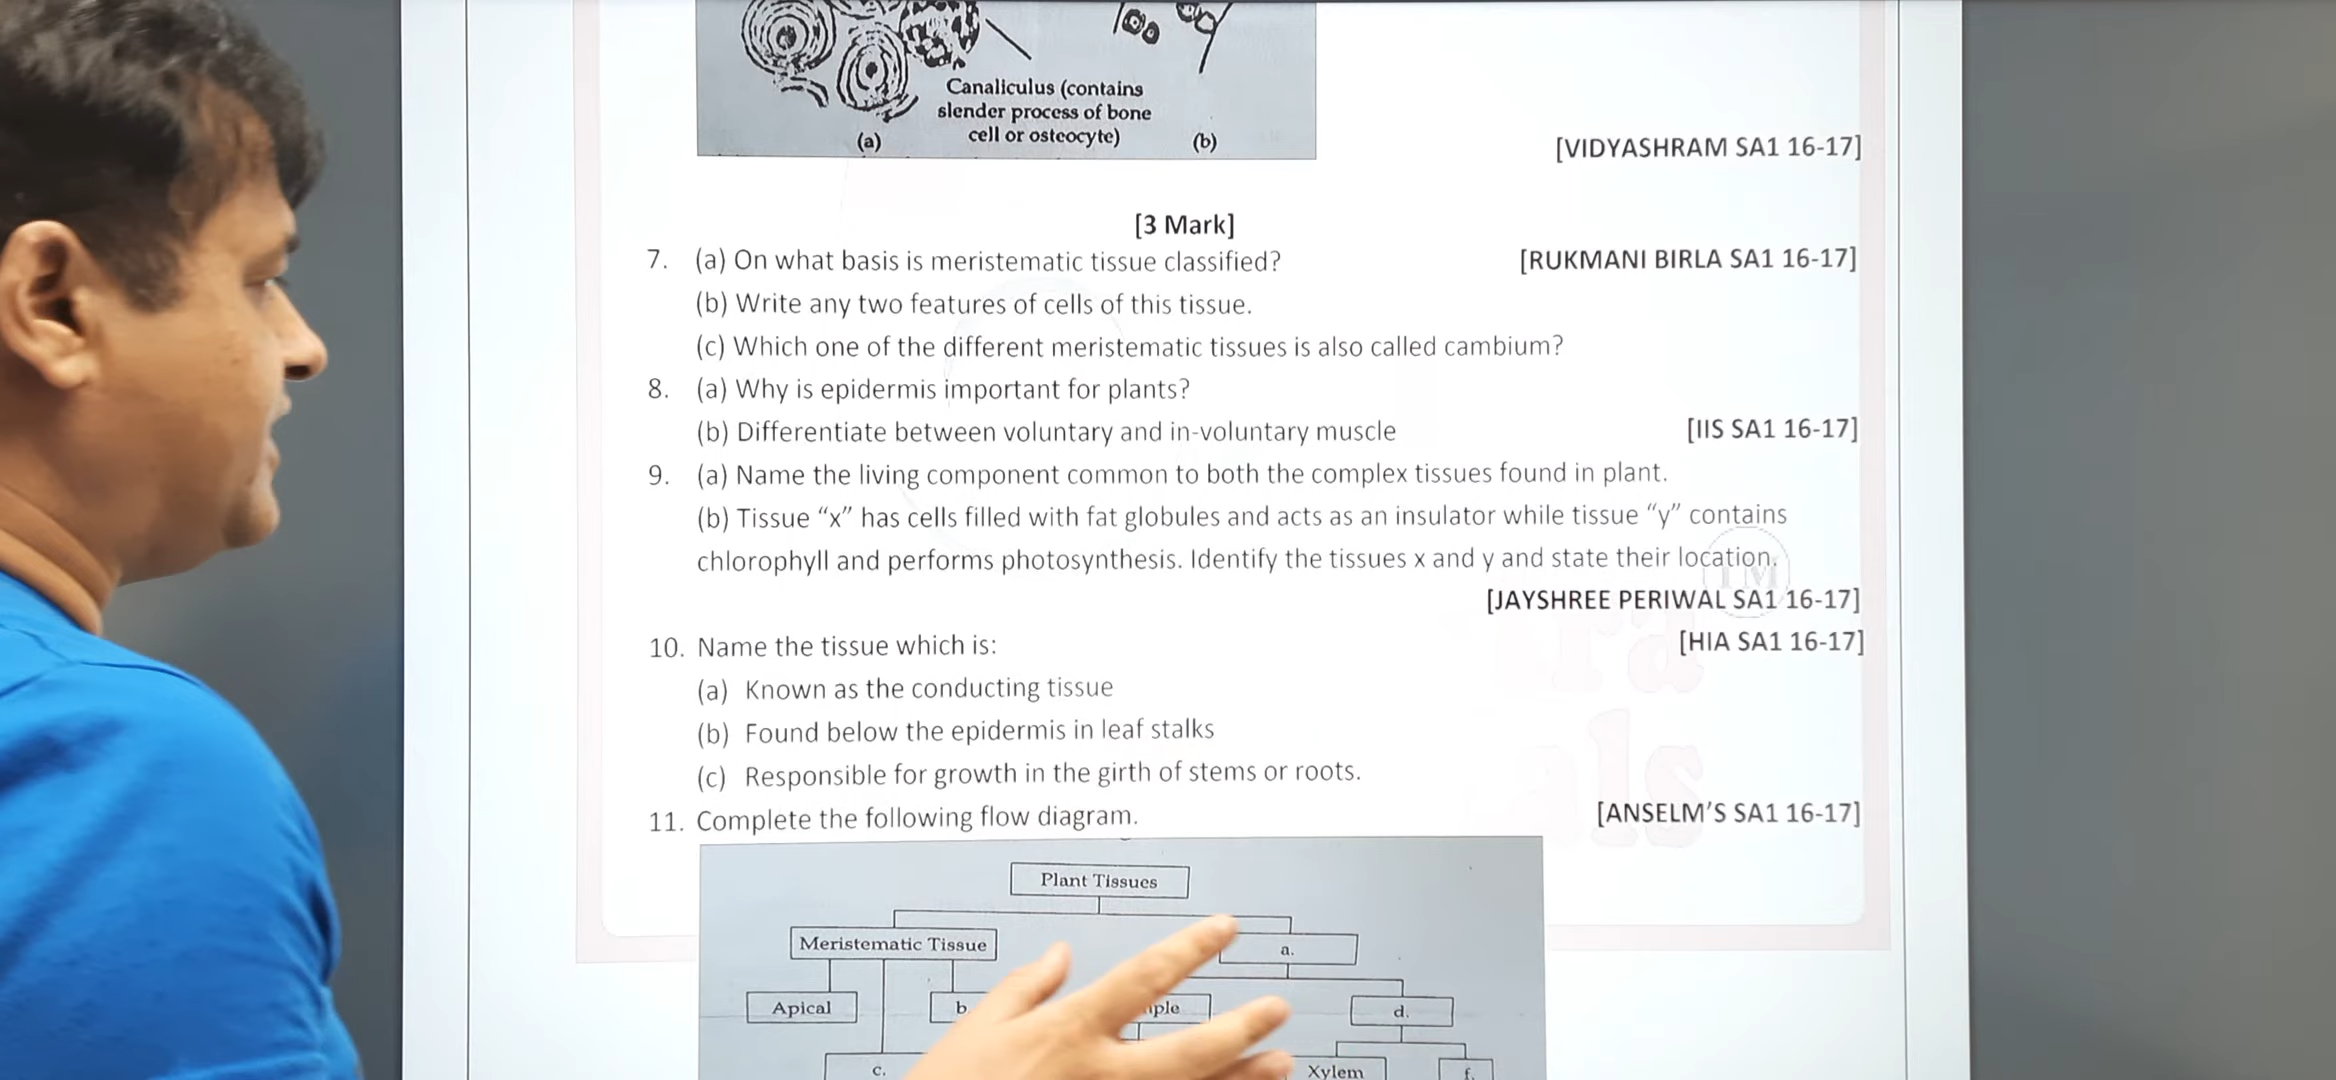 Canaliculus (contains
slender process of bone
cell or osteocyte)
(a)
(b)
[VIDYASHRAM SA1 16-17]
[3 Mark]
7. (a) On what basis is meristematic tissue classified? [RUKMANI BIRLA SA1 16-17]
(b) Write any two features of cells of this tissue.
(c) Which one of the different meristematic tissues is also called cambium?
8. (a) Why is epidermis important for plants?
(b) Differentiate between voluntary and in-voluntary muscle [IIS SA1 16-17]
9. (a) Name the living component common to both the complex tissues found in plant.
(b) Tissue “x” has cells filled with fat globules and acts as an insulator while tissue “y” contains
chlorophyll and performs photosynthesis. Identify the tissues x and y and state their location.
[JAYSHREE PERIWAL SA1 16-17]
10. Name the tissue which is: [HIA SA1 16-17]
(a) Known as the conducting tissue
(b) Found below the epidermis in leaf stalks
(c) Responsible for growth in the girth of stems or roots.
11. Complete the following flow diagram. [ANSELM’S SA1 16-17]
Plant Tissues
Meristematic Tissue
a.
Apical
b
d.
c.
Xylem
f.